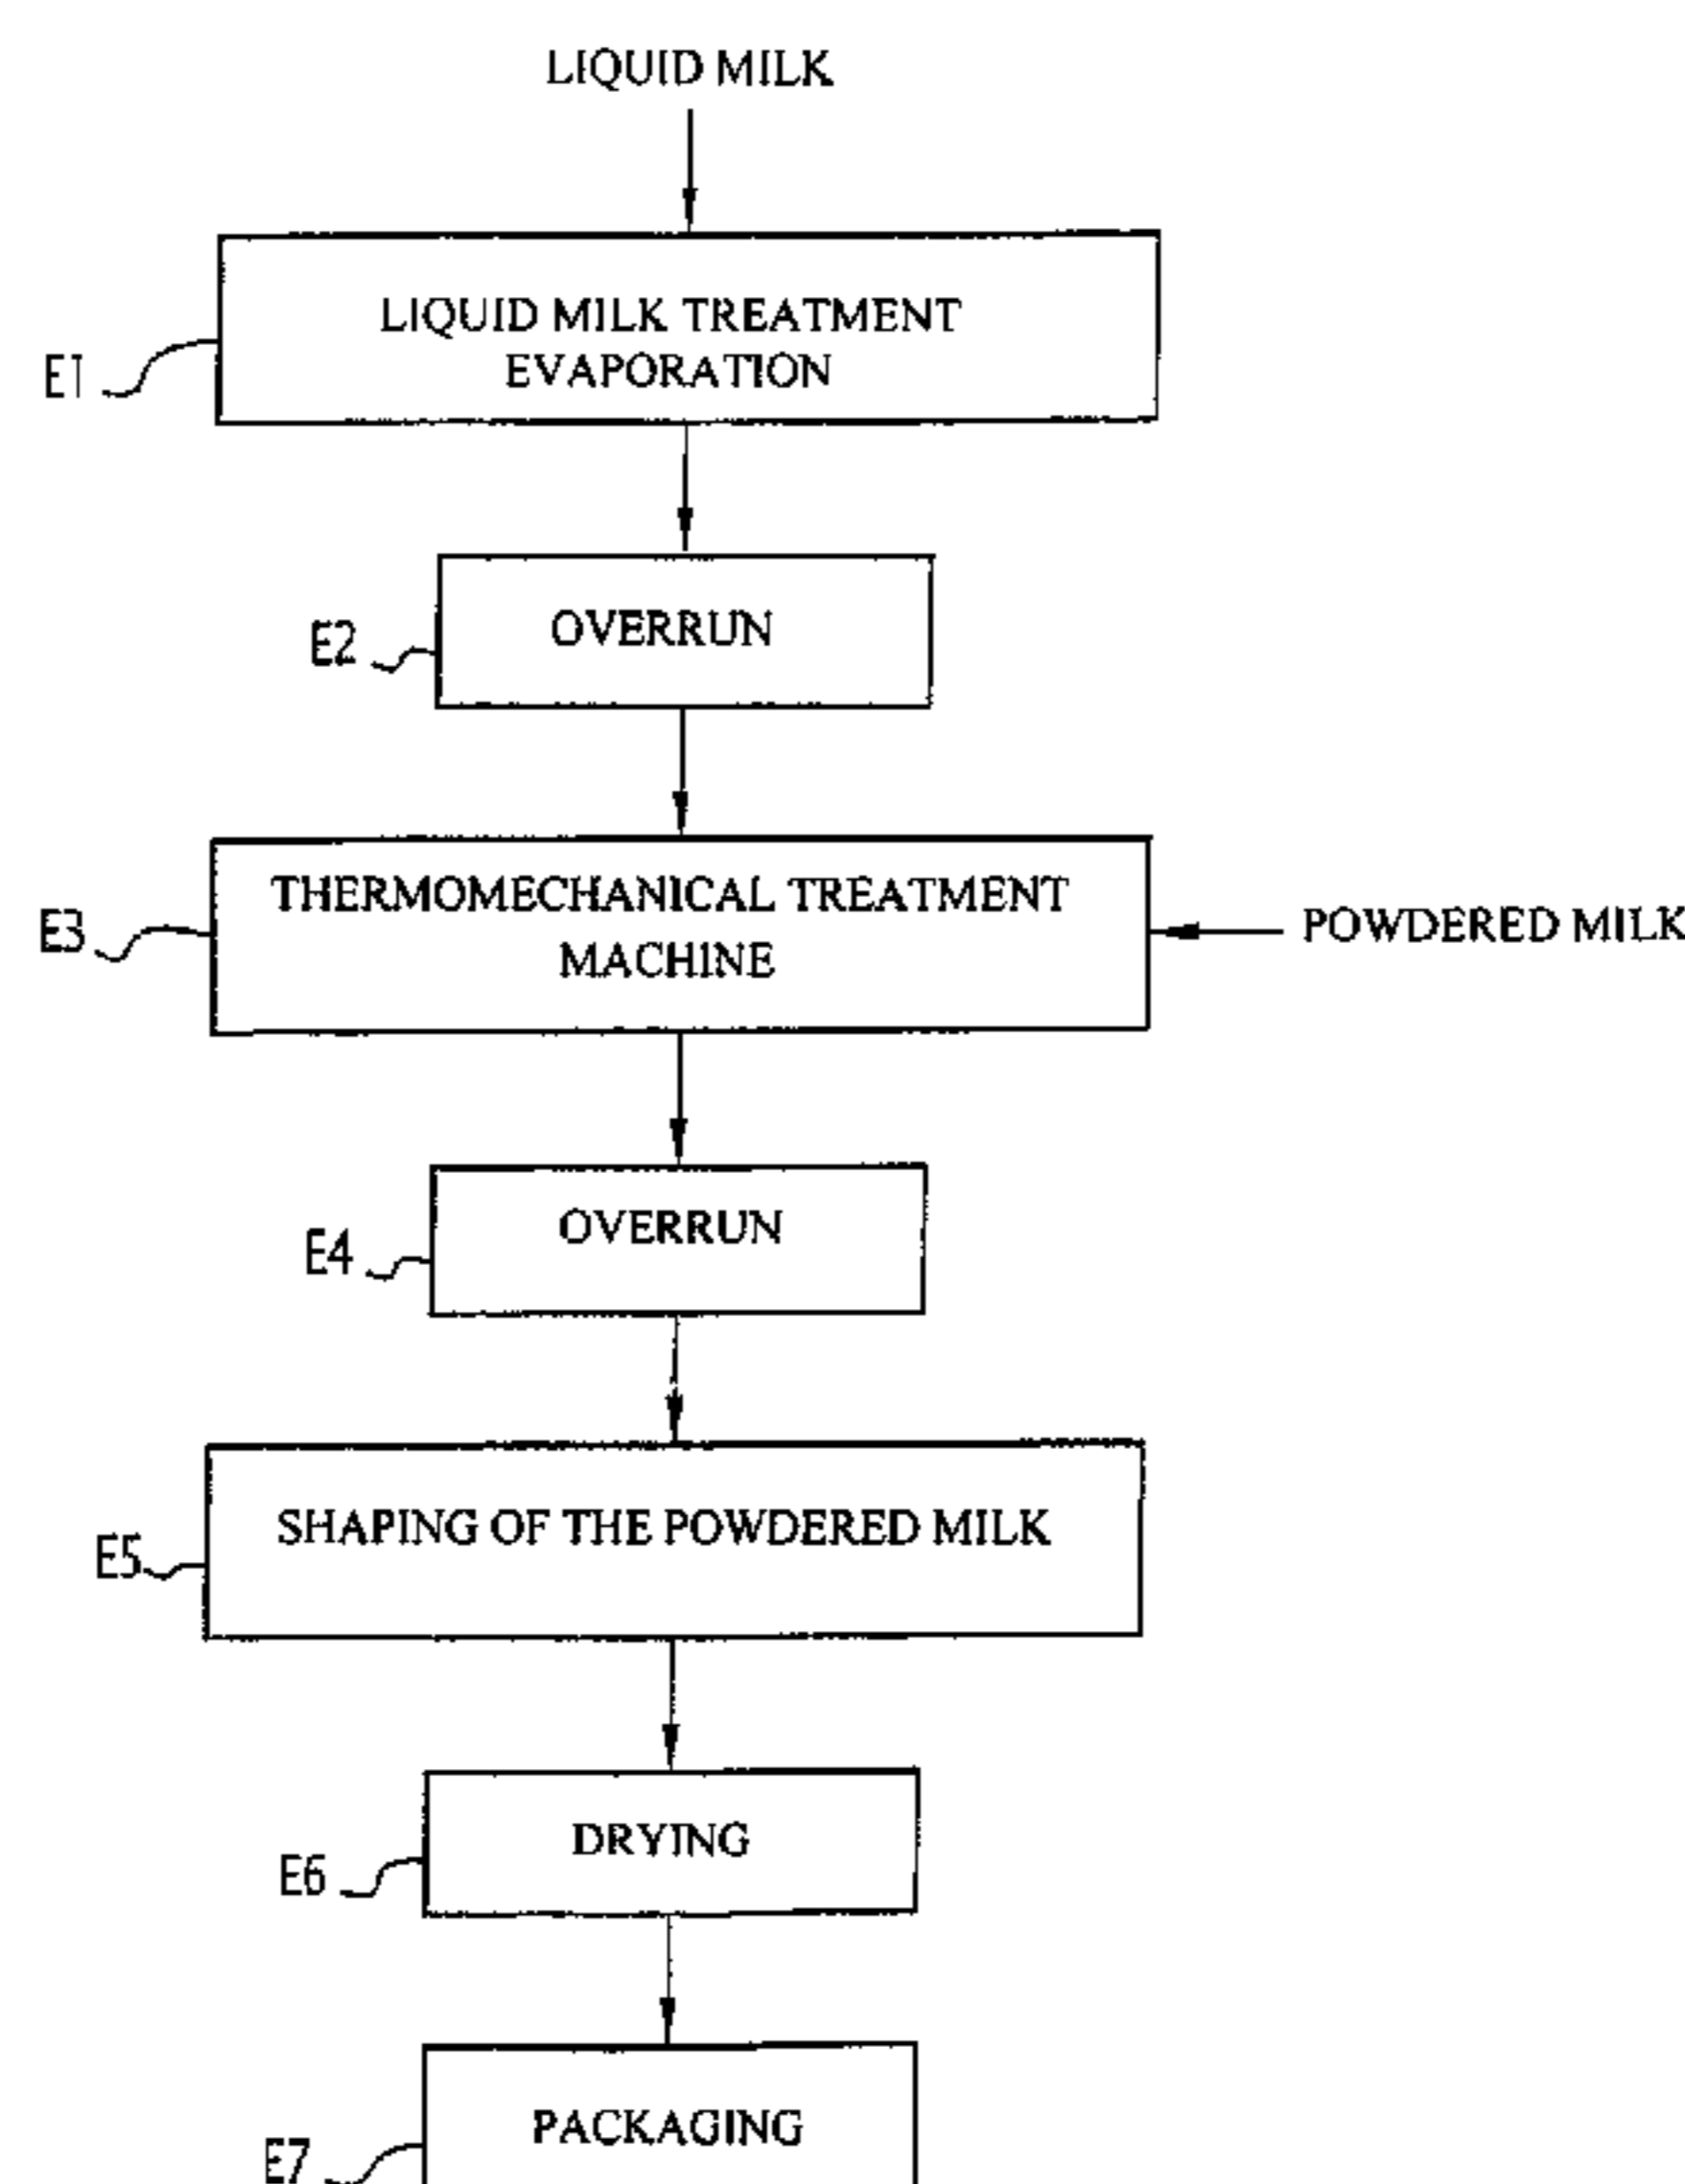 LIQUID MILK
LIQUID MILK TREATMENT
EVAPORATION
E1
OVERRUN
E2
THERMOMECHANICAL TREATMENT
MACHINE
E3
POWDERED MILK
OVERRUN
E4
SHAPING OF THE POWDERED MILK
E5
DRYING
E6
PACKAGING
E7